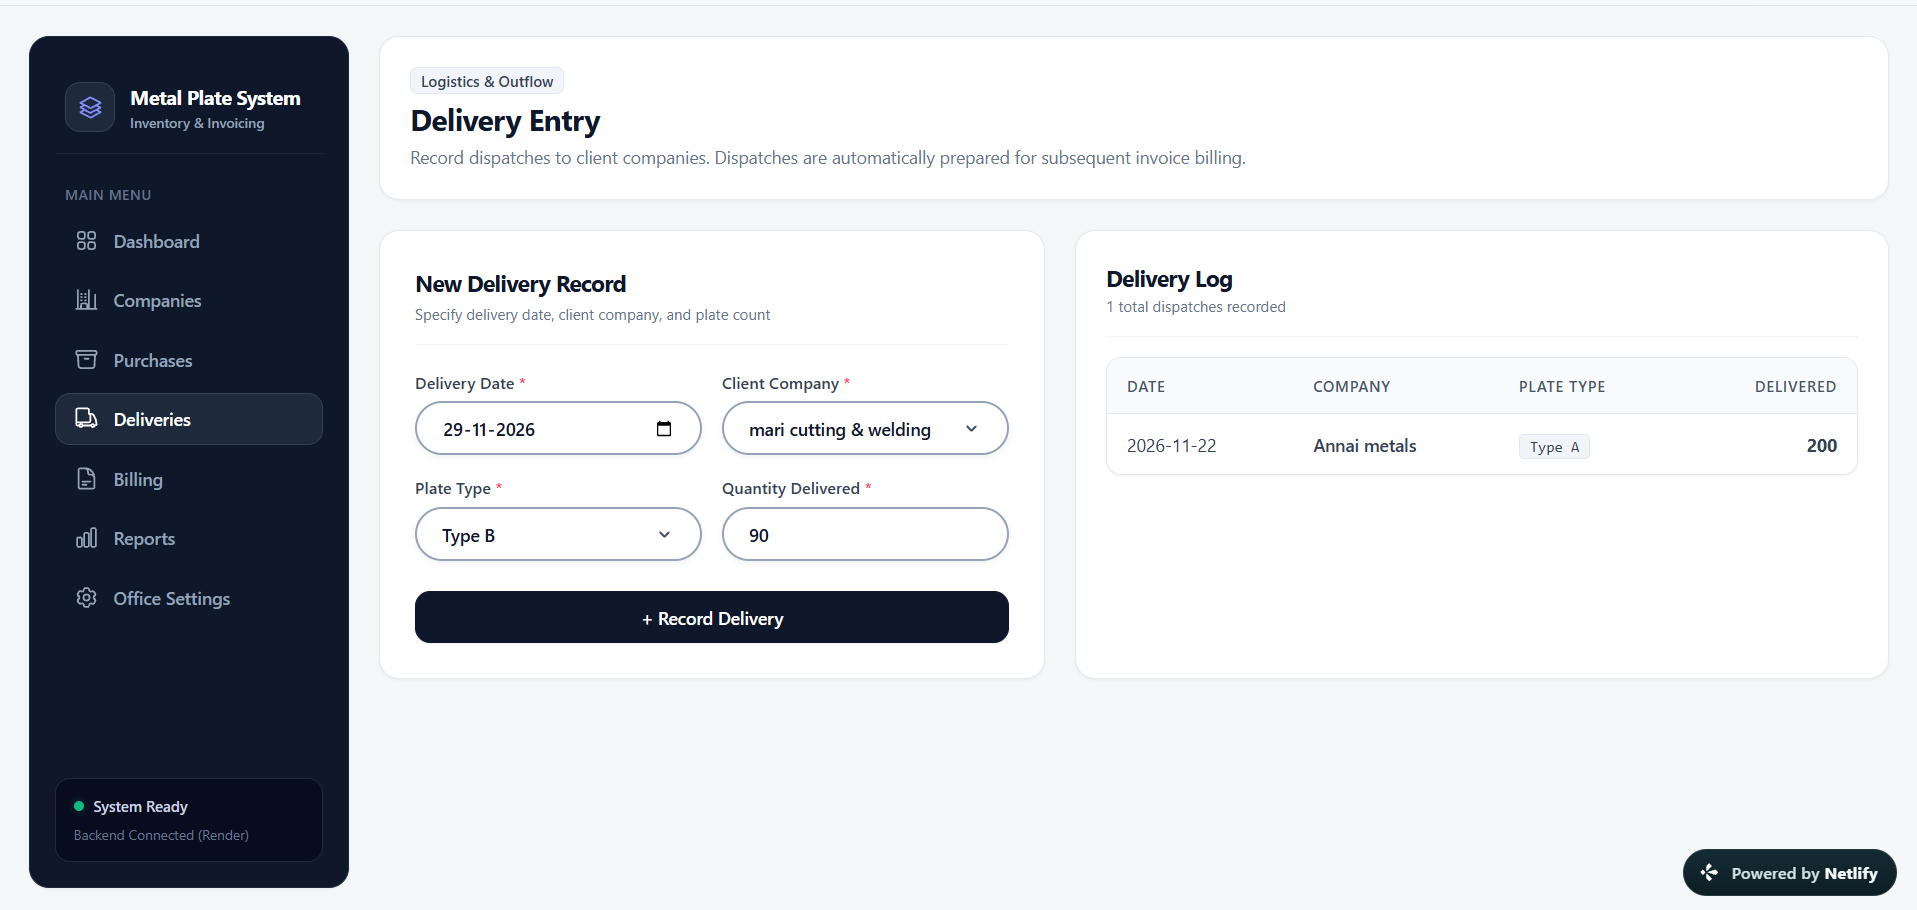 Metal Plate System
Inventory & Invoicing
MAIN MENU
Dashboard
Companies
Purchases
Deliveries
Billing
Reports
Office Settings
System Ready
Backend Connected (Render)
Logistics & Outflow
Delivery Entry
Record dispatches to client companies. Dispatches are automatically prepared for subsequent invoice billing.
New Delivery Record
Specify delivery date, client company, and plate count
Delivery Date * Client Company *
29-11-2026 mari cutting & welding
Plate Type * Quantity Delivered *
Type B 90
+ Record Delivery
Delivery Log
1 total dispatches recorded
DATE COMPANY PLATE TYPE DELIVERED
2026-11-22 Annai metals Type A 200
Powered by Netlify